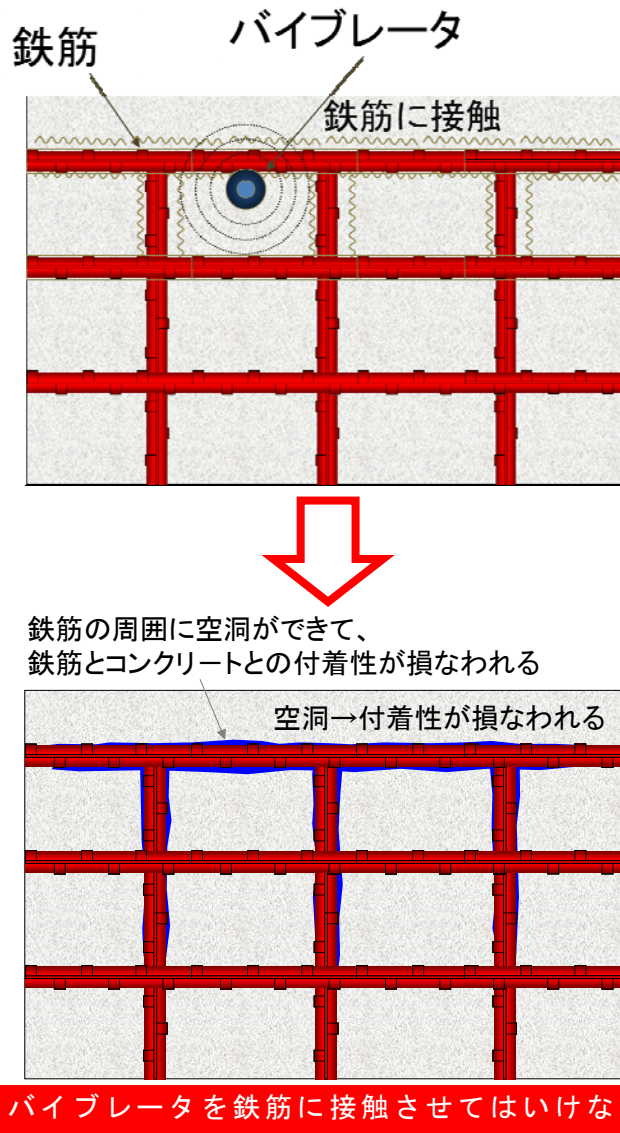 鉄筋
バイブレータ
鉄筋に接触
鉄筋の周囲に空洞ができて、
鉄筋とコンクリートとの付着性が損なわれる
空洞→付着性が損なわれる
バイブレータを鉄筋に接触させてはいけな